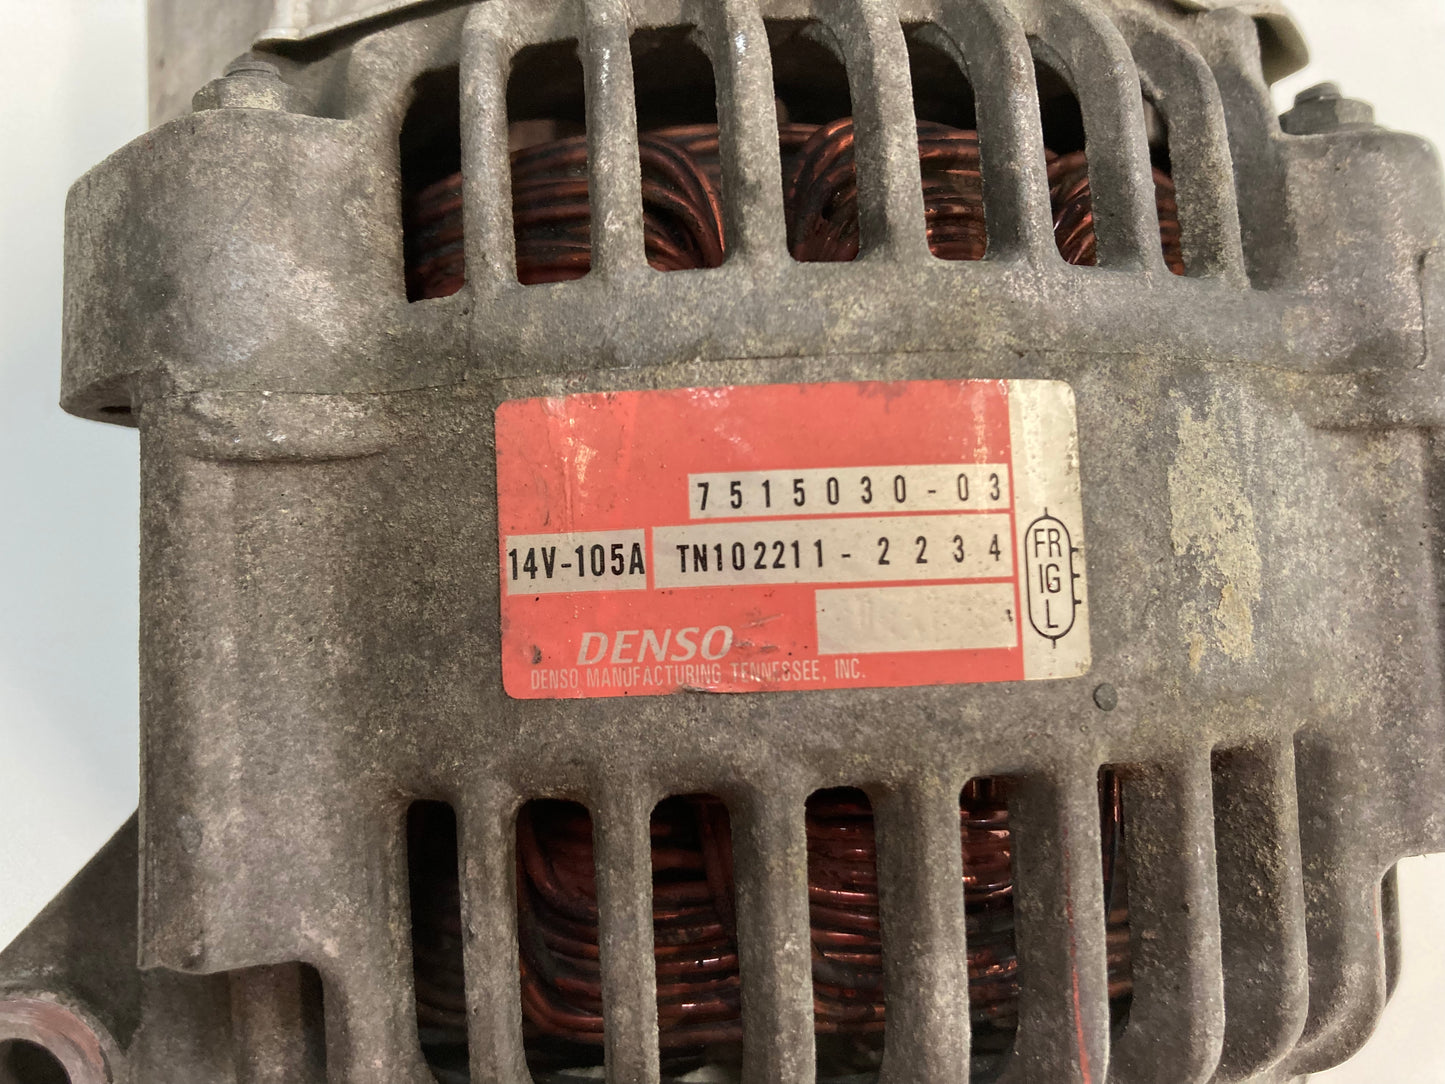 7515030-03
14V-105A TN102211-2234
DENSO
DENSO MANUFACTURING TENNESSEE, INC.
FR
IG
L